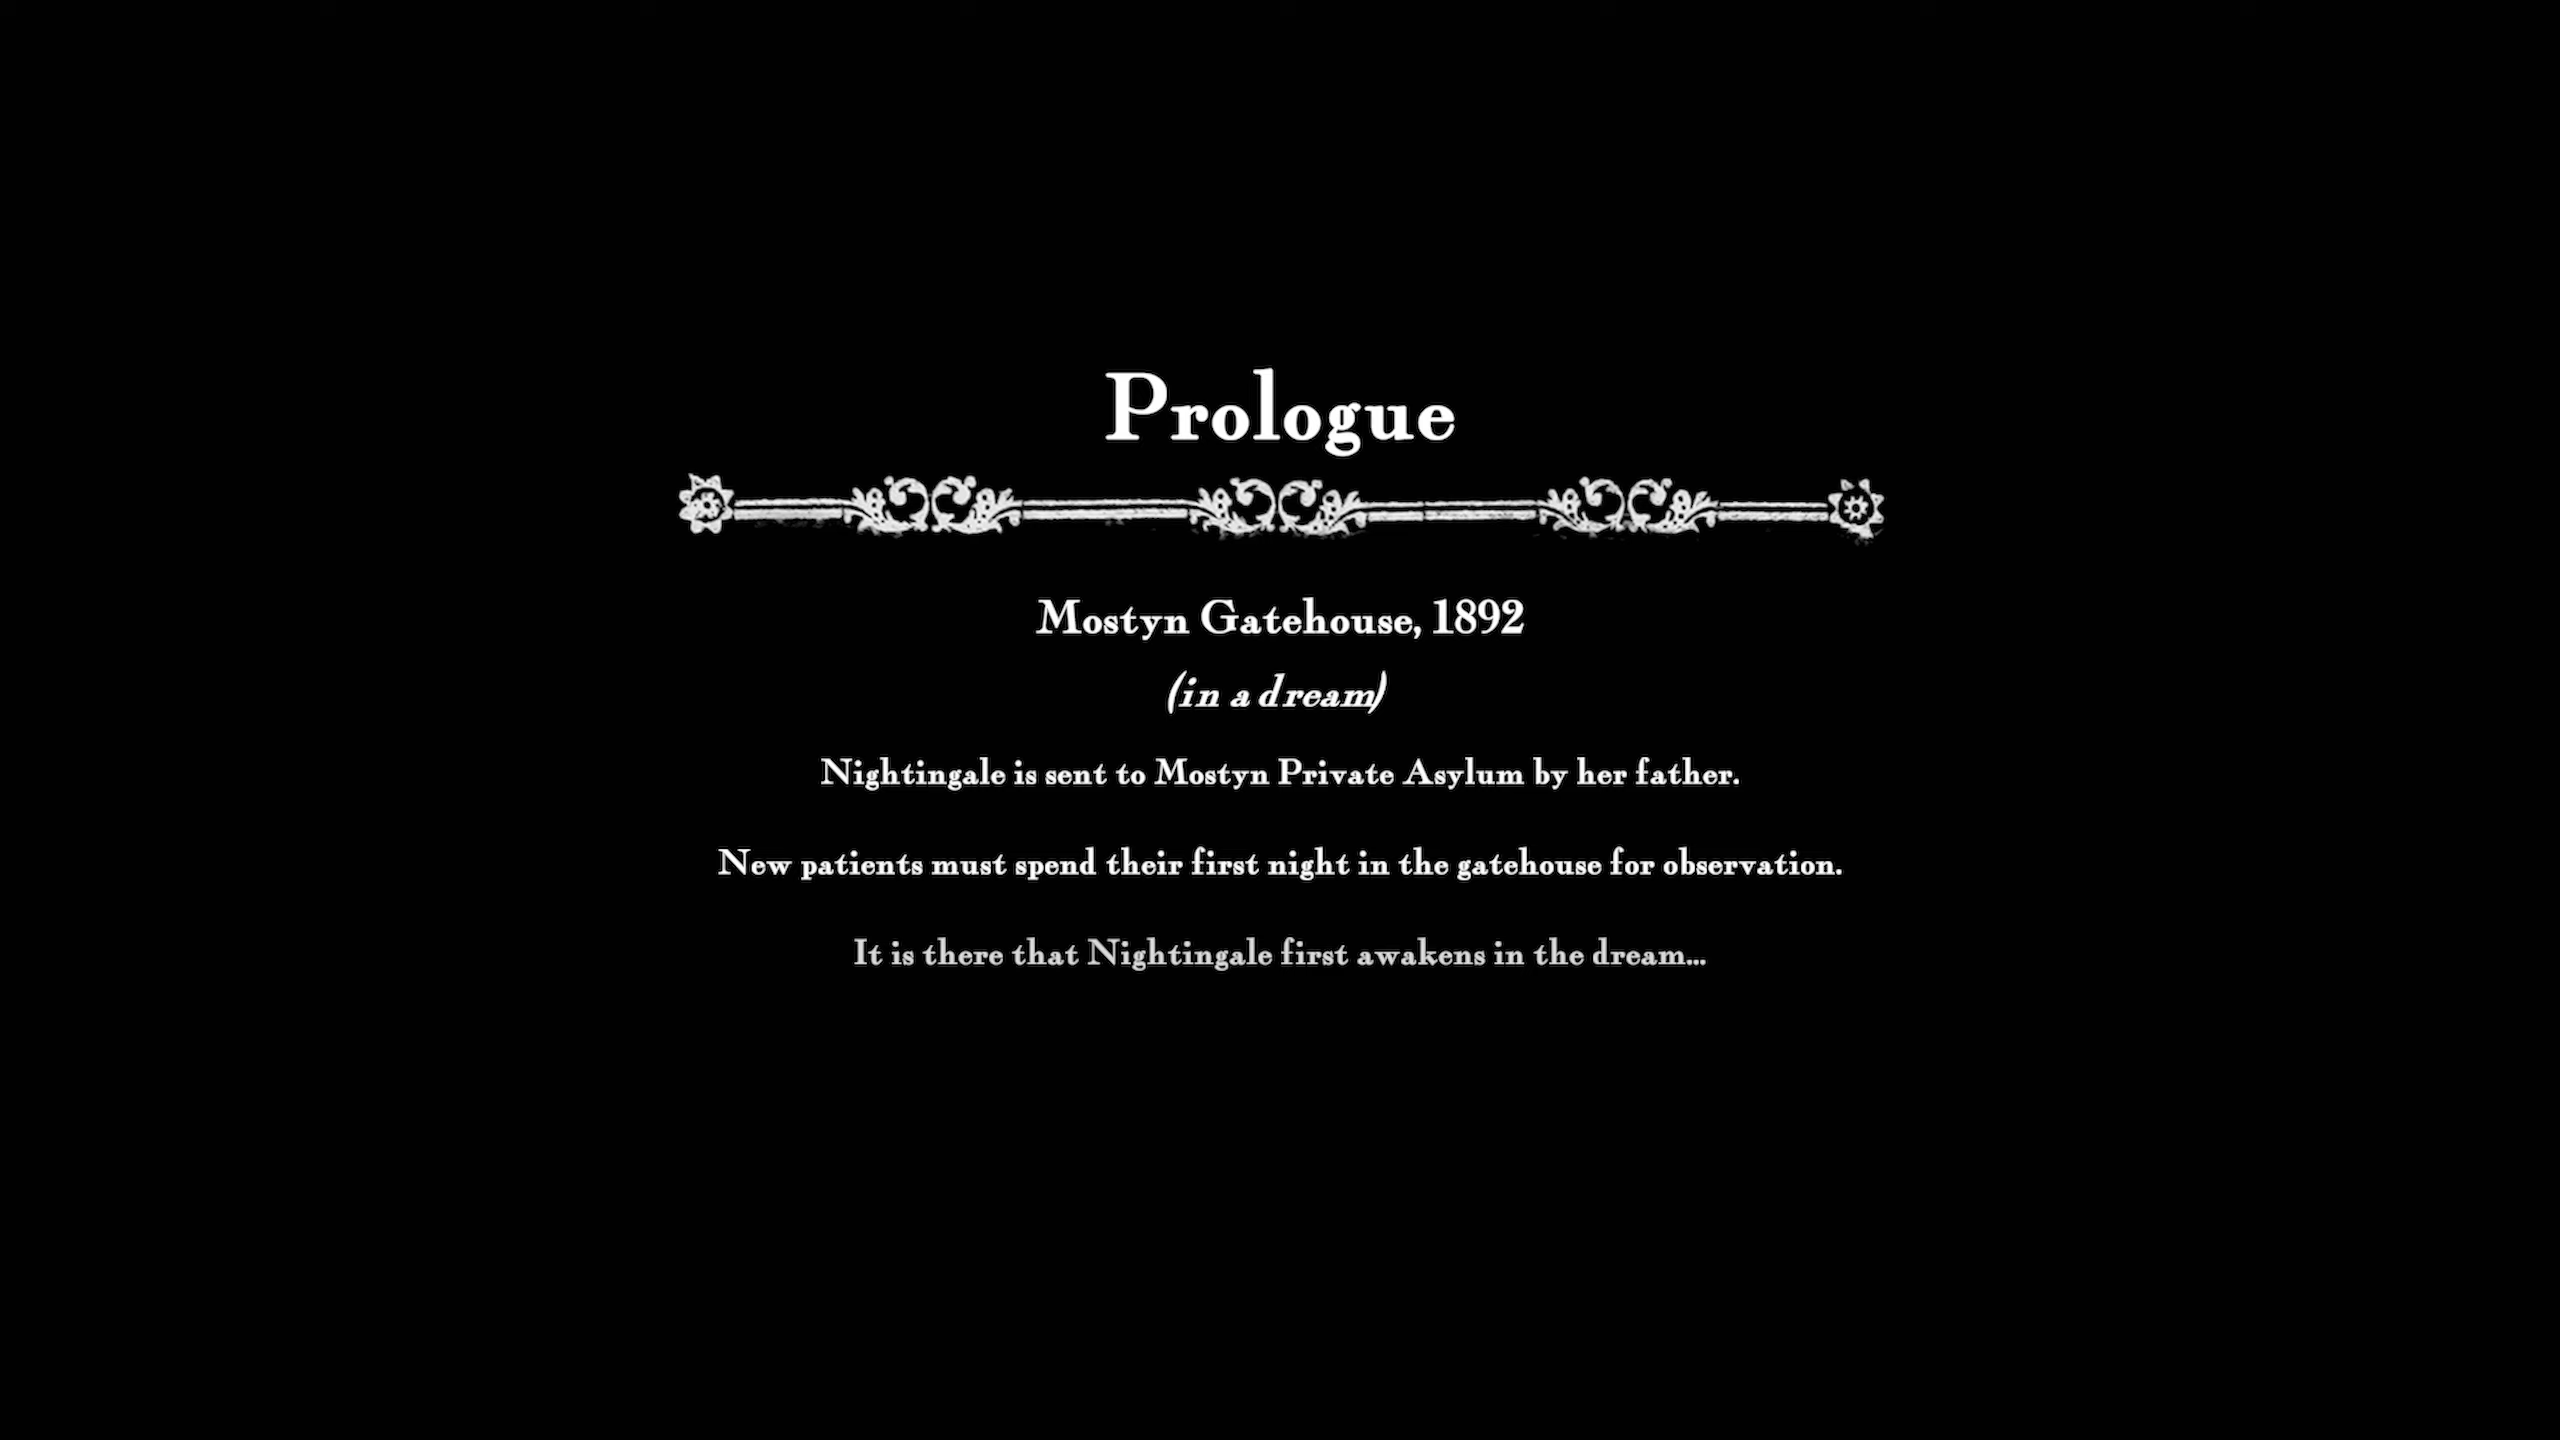 Prologue
Mostyn Gatehouse, 1892
(in a dream)
Nightingale is sent to Mostyn Private Asylum by her father.
New patients must spend their first night in the gatehouse for observation.
It is there that Nightingale first awakens in the dream...